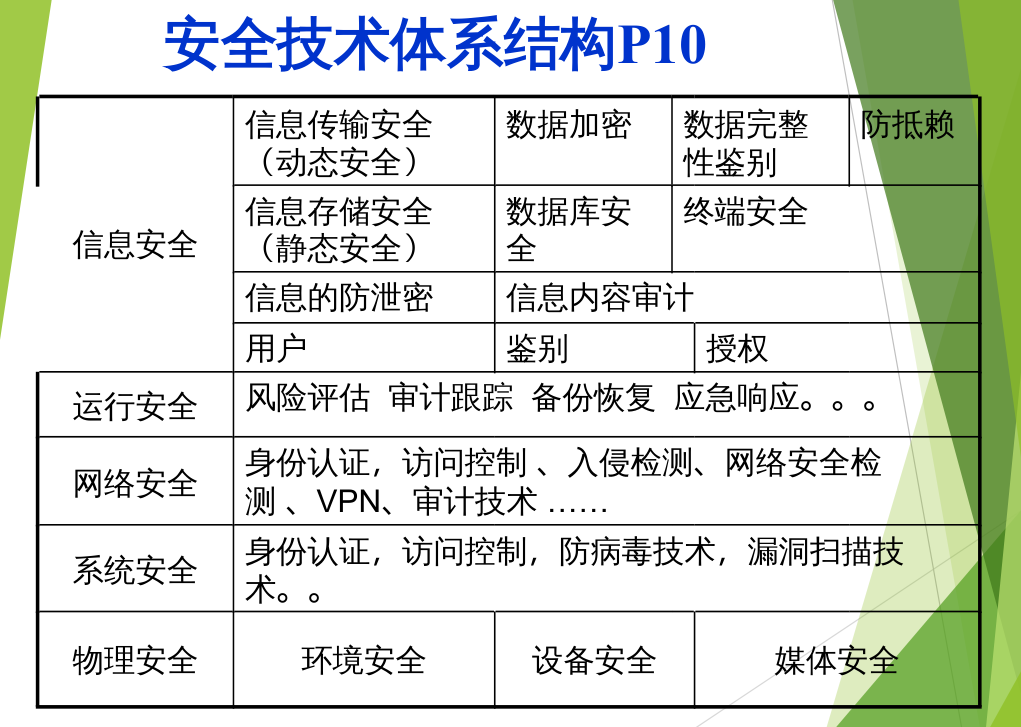 安全技术体系结构P10
信息安全
信息传输安全
（动态安全）
数据加密
数据完整
性鉴别
防抵赖
信息存储安全
（静态安全）
数据库安
全
终端安全
信息的防泄密
信息内容审计
用户
鉴别
授权
运行安全
风险评估 审计跟踪 备份恢复 应急响应。。。
网络安全
身份认证，访问控制 、入侵检测、网络安全检
测 、VPN、审计技术 ……
系统安全
身份认证，访问控制，防病毒技术，漏洞扫描技
术。。
物理安全
环境安全
设备安全
媒体安全